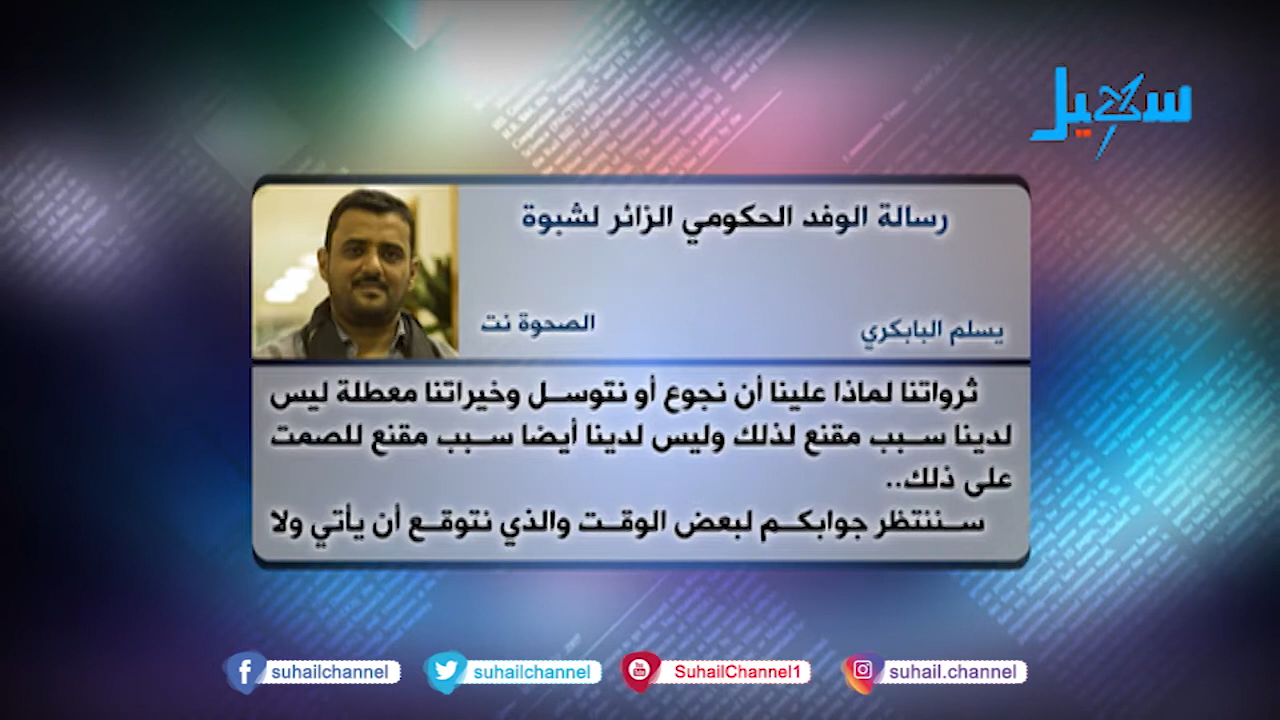 سهيل
رسالة الوفد الحكومي الزائر لشبوة
يسلم البابكري
الصحوة نت
ثرواتنا لماذا علينا أن نجوع أو نتوسل وخيراتنا معطلة ليس
لدينا سبب مقنع لذلك وليس لدينا أيضا سبب مقنع للصمت
على ذلك..
سننتظر جوابكم لبعض الوقت والذي نتوقع أن يأتي ولا
suhailchannel
suhailchannel
SuhailChannel1
suhail.channel